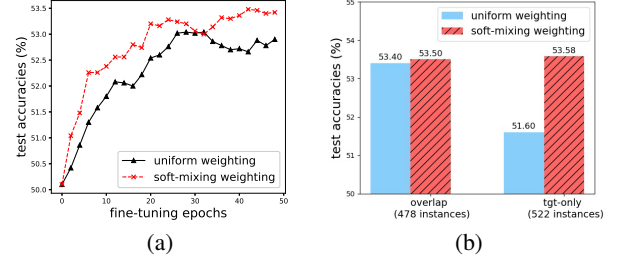 test accuracies (%)
53.5
53.0
52.5
52.0
51.5
51.0
50.5
50.0
0
10
20
30
40
50
fine-tuning epochs
uniform weighting
soft-mixing weighting
(a)
test accuracies (%)
55
54
53
52
51
50
uniform weighting
soft-mixing weighting
53.40
53.50
51.60
53.58
overlap
(478 instances)
tgt-only
(522 instances)
(b)